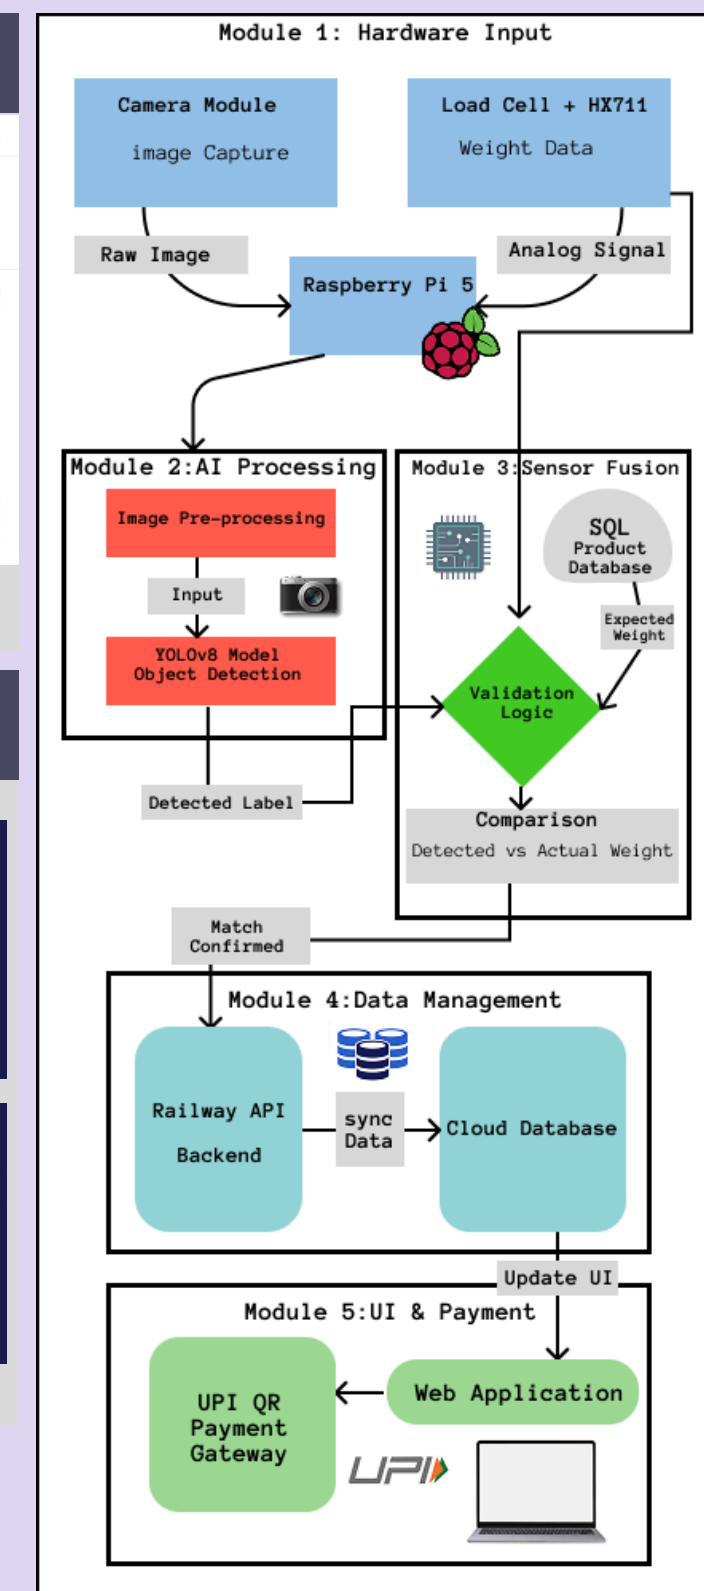 Module 1: Hardware Input
Camera Module
image Capture
Load Cell + HX711
Weight Data
Raw Image
Analog Signal
Raspberry Pi 5
Module 2:AI Processing
Image Pre-processing
Input
YOLOv8 Model
Object Detection
Detected Label
Module 3:Sensor Fusion
SQL
Product
Database
Expected
Weight
Validation
Logic
Comparison
Detected vs Actual Weight
Match
Confirmed
Module 4:Data Management
Railway API
Backend
sync
Data
Cloud Database
Update UI
Module 5:UI & Payment
Web Application
UPI QR
Payment
Gateway
UPI